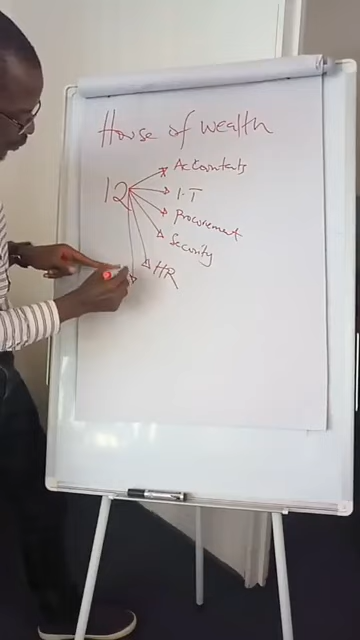 House of wealth
12
Accountants
I.T
Procurement
Security
HR